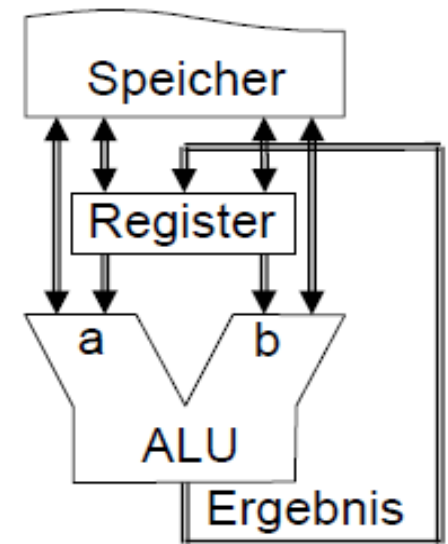 Speicher
Register
a b
ALU
Ergebnis